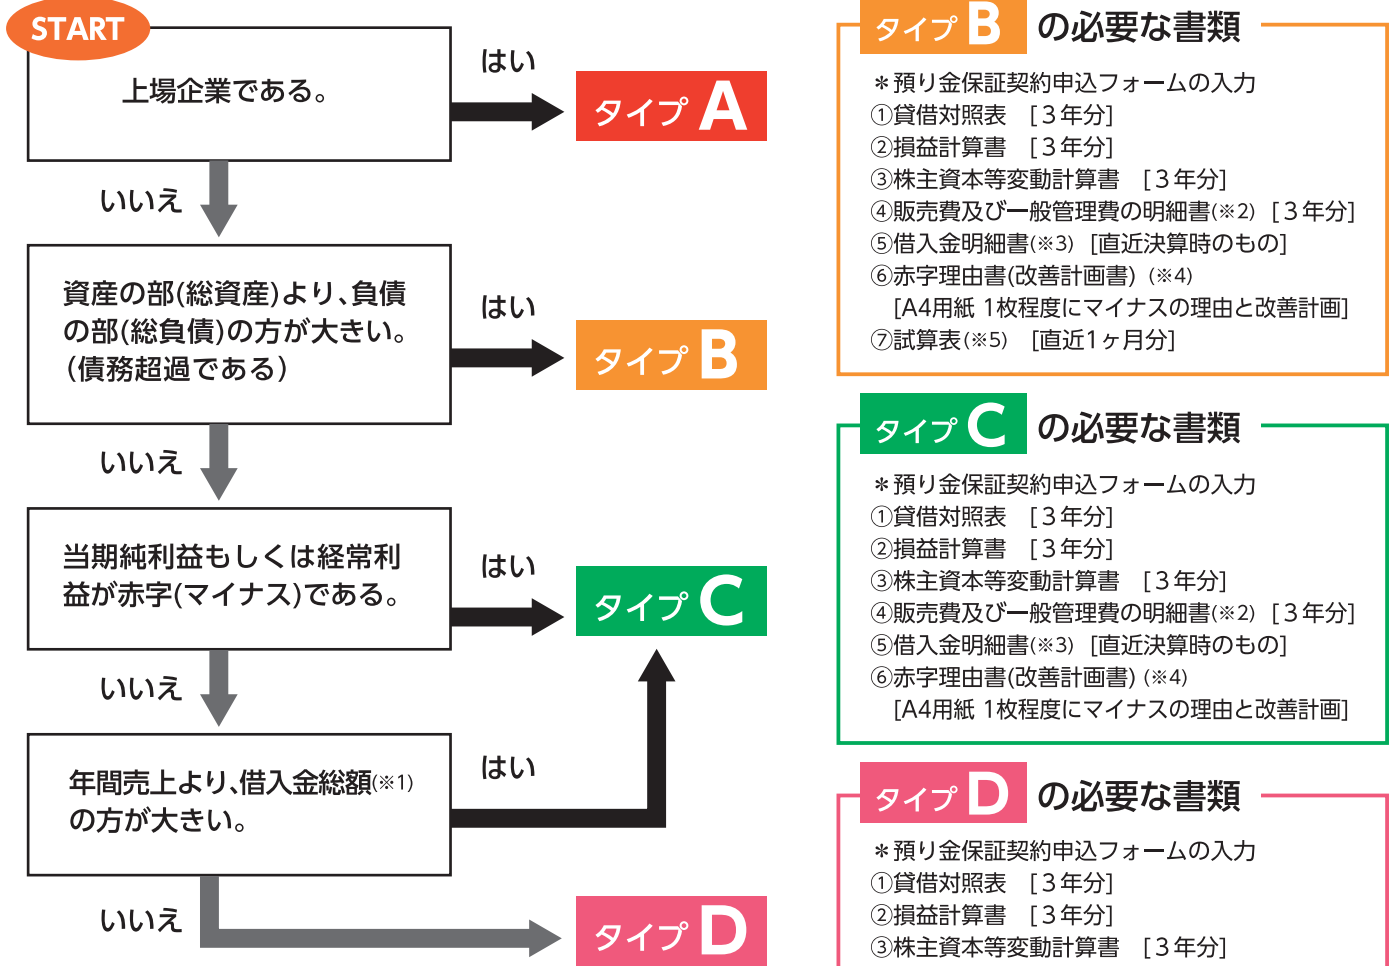 START
上場企業である。
はい
タイプ A
いいえ
資産の部(総資産)より、負債
の部(総負債)の方が大きい。
（債務超過である）
はい
タイプ B
いいえ
当期純利益もしくは経常利
益が赤字(マイナス)である。
はい
タイプ C
いいえ
年間売上より、借入金総額(※1)
の方が大きい。
はい
いいえ
タイプ D
タイプ B の必要な書類
＊預り金保証契約申込フォームの入力
①貸借対照表　[３年分]
②損益計算書　[３年分]
③株主資本等変動計算書　[３年分]
④販売費及び一般管理費の明細書(※2)　[３年分]
⑤借入金明細書(※3)　[直近決算時のもの]
⑥赤字理由書(改善計画書)　(※4)
[A4用紙 1枚程度にマイナスの理由と改善計画]
⑦試算表(※5)　[直近1ヶ月分]
タイプ C の必要な書類
＊預り金保証契約申込フォームの入力
①貸借対照表　[３年分]
②損益計算書　[３年分]
③株主資本等変動計算書　[３年分]
④販売費及び一般管理費の明細書(※2)　[３年分]
⑤借入金明細書(※3)　[直近決算時のもの]
⑥赤字理由書(改善計画書) (※4)
[A4用紙 1枚程度にマイナスの理由と改善計画]
タイプ D の必要な書類
＊預り金保証契約申込フォームの入力
①貸借対照表　[３年分]
②損益計算書　[３年分]
③株主資本等変動計算書　[３年分]